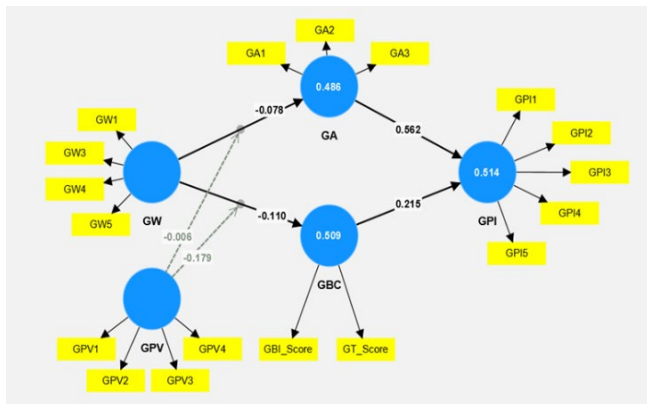 GA2
GA1
GA3
0.486
GA
-0.078
GW1
GW3
GW4
GW5
GW
0.562
GPI1
GPI2
GPI3
GPI4
GPI5
0.514
GPI
-0.110
0.215
-0.006
-0.179
0.509
GBC
GPV
GPV1
GPV2
GPV3
GPV4
GBI_Score
GT_Score